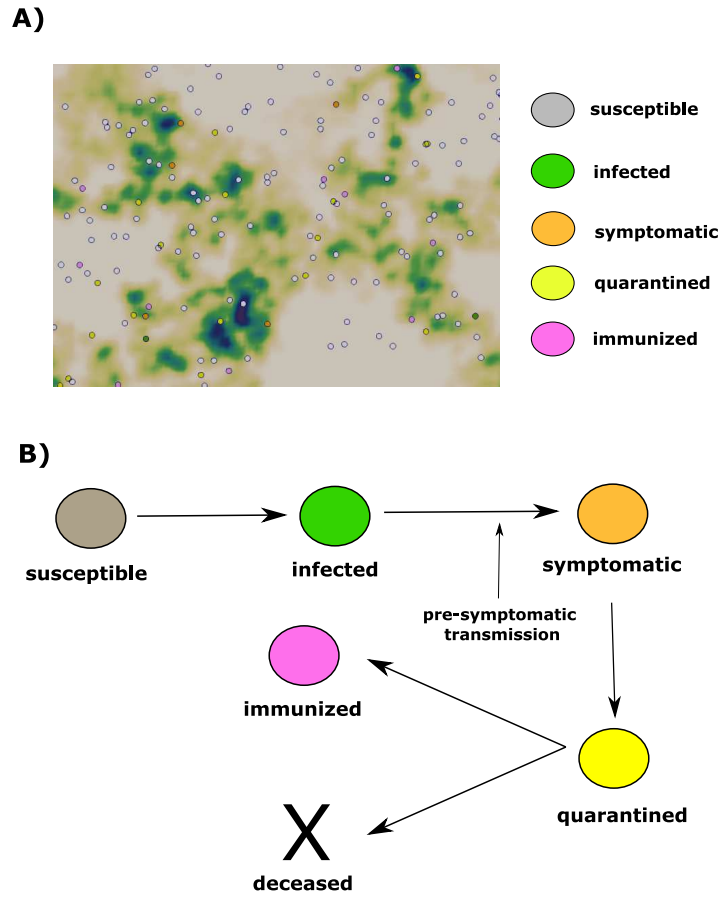 A)
susceptible
infected
symptomatic
quarantined
immunized
B)
susceptible
infected
symptomatic
pre-symptomatic
transmission
immunized
quarantined
X
deceased